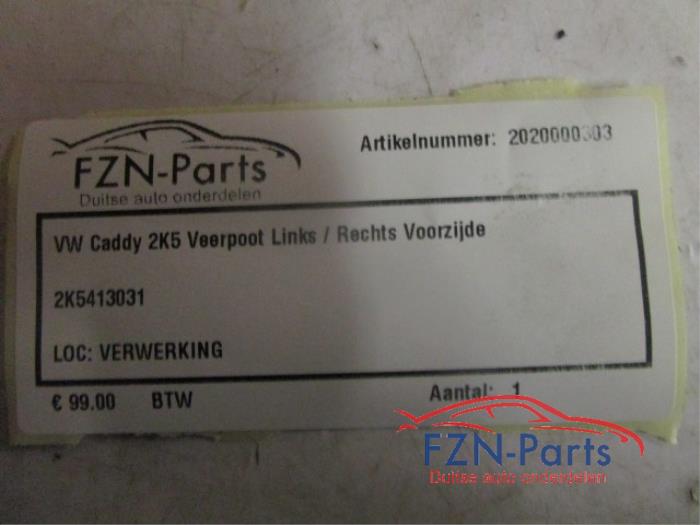 FZN-Parts
Duitse auto onderdelen
Artikelnummer: 2020000303
VW Caddy 2K5 Veerpoot Links / Rechts Voorzijde
2K5413031
LOC: VERWERKING
€ 99.00 BTW
Aantal: 1
FZN-Parts
Duitse auto onderdelen